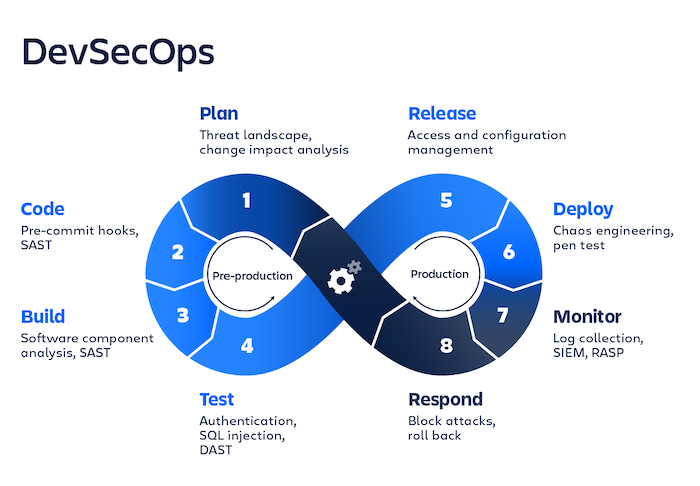 DevSecOps
Plan
Threat landscape,
change impact analysis
Release
Access and configuration
management
Code
Pre-commit hooks,
SAST
Deploy
Chaos engineering,
pen test
1
2
3
4
5
6
7
8
Pre-production
Production
Build
Software component
analysis, SAST
Monitor
Log collection,
SIEM, RASP
Test
Authentication,
SQL injection,
DAST
Respond
Block attacks,
roll back